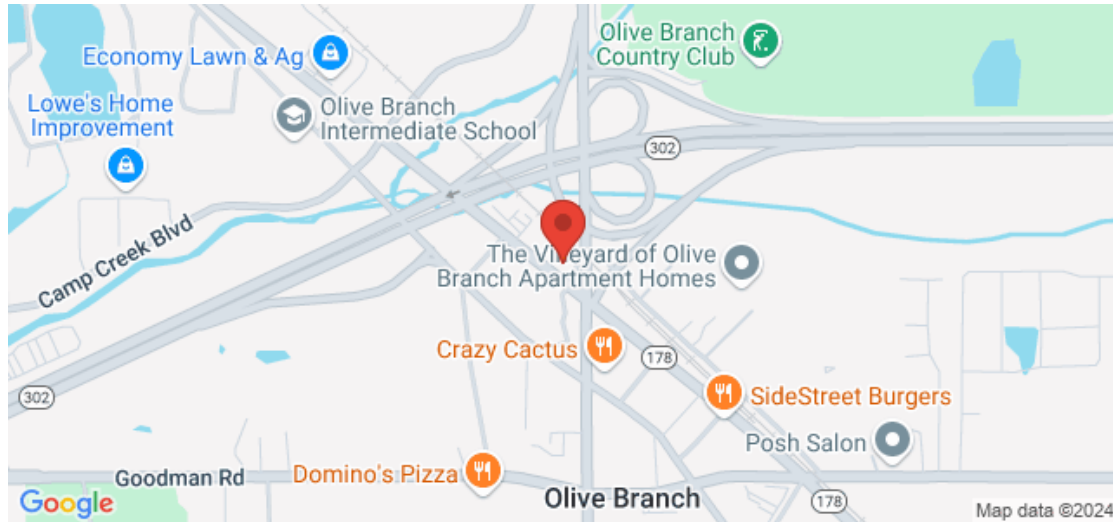 Olive Branch
Country Club
Economy Lawn & Ag
Lowe's Home
Improvement
Olive Branch
Intermediate School
302
Camp Creek Blvd
The Vineyard of Olive
Branch Apartment Homes
Crazy Cactus
178
302
SideStreet Burgers
Posh Salon
Goodman Rd
Domino's Pizza
Olive Branch
178
Google
Map data ©2024